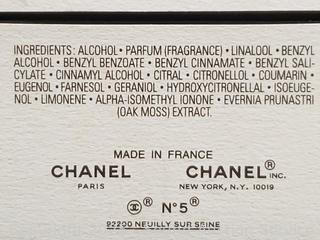 INGREDIENTS: ALCOHOL • PARFUM (FRAGRANCE) • LINALOOL • BENZYL
ALCOHOL • BENZYL BENZOATE • BENZYL CINNAMATE • BENZYL SALI-
CYLATE • CINNAMYL ALCOHOL • CITRAL • CITRONELLOL • COUMARIN •
EUGENOL • FARNESOL • GERANIOL • HYDROXYCITRONELLAL • ISOEUGE-
NOL • LIMONENE • ALPHA-ISOMETHYL IONONE • EVERNIA PRUNASTRI
(OAK MOSS) EXTRACT.
MADE IN FRANCE
CHANEL CHANEL® INC.
PARIS NEW YORK, N.Y. 10019
® N°5®
92200 NEUILLY SUR SEINE